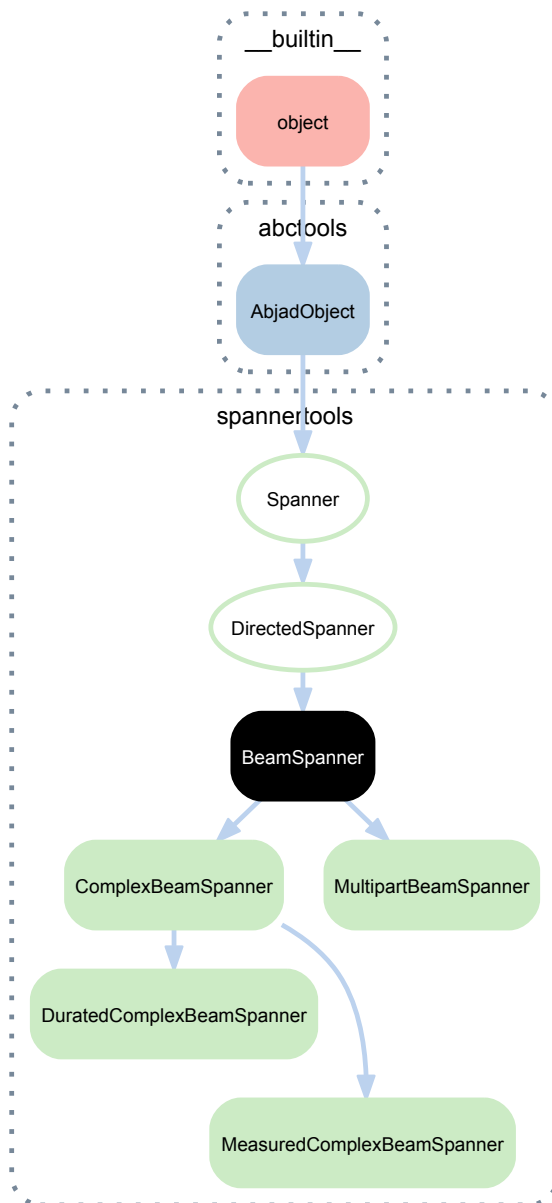 __builtin__
object
abctools
AbjadObject
spannertools
Spanner
DirectedSpanner
BeamSpanner
ComplexBeamSpanner
MultipartBeamSpanner
DuratedComplexBeamSpanner
MeasuredComplexBeamSpanner